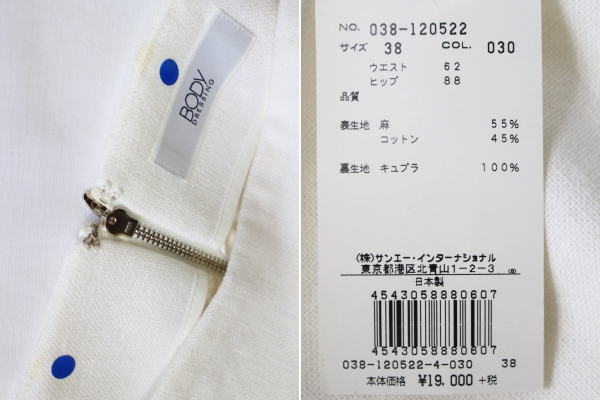 BODY
DRESSING
NO. 038-120522
サイズ 38 COL. 030
ウエスト 62
ヒップ 88
品質
表生地 麻 55%
コットン 45%
裏生地 キュプラ 100%
(株)サンエー・インターナショナル
東京都港区北青山1-2-3 (B)
日本製
4543058880607
4543058880607
038-120522-4-030 38
本体価格 ¥19,000 +税